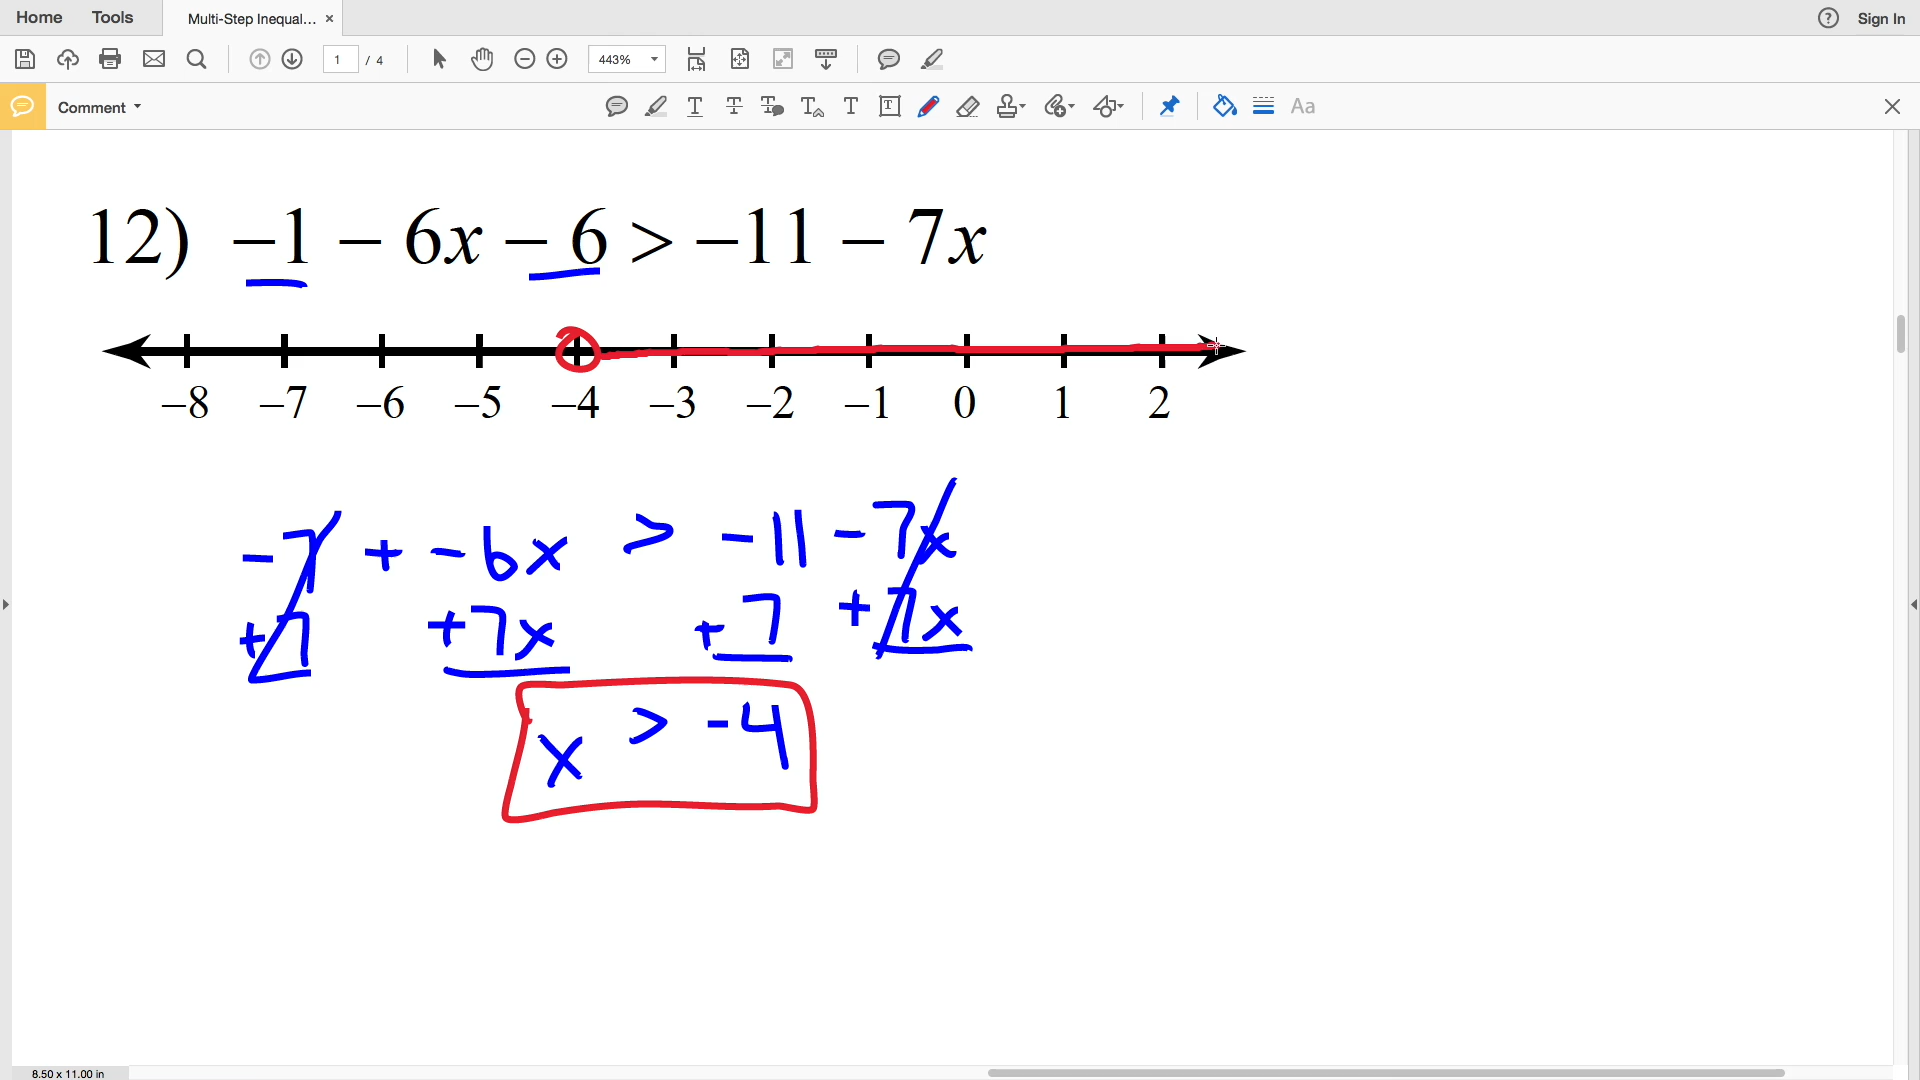 Home Tools Multi-Step Inequal... × ? Sign In
1 / 4 443%
Comment T T T T T T Aa
12) −1 − 6x − 6 > −11 − 7x
−8 −7 −6 −5 −4 −3 −2 −1 0 1 2
-7 + -6x > -11 -7x
+7 +7x +7 +7x
x > -4
8.50 x 11.00 in